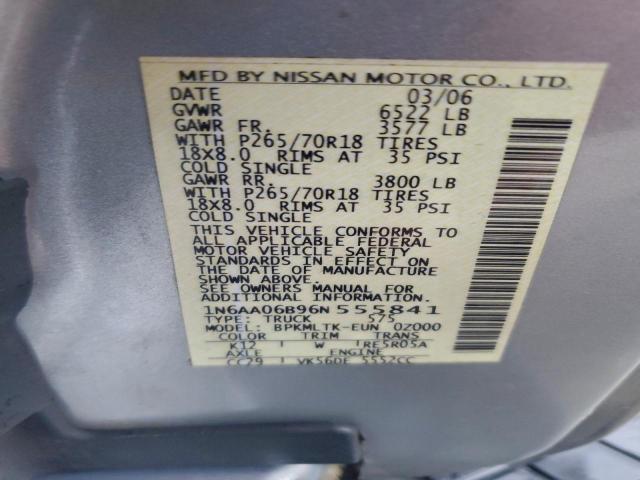 MFD BY NISSAN MOTOR CO., LTD.
DATE 03/06
GVWR 6522 LB
GAWR FR. 3577 LB
WITH P265/70R18 TIRES
18X8.0 RIMS AT 35 PSI
COLD SINGLE
GAWR RR. 3800 LB
WITH P265/70R18 TIRES
18X8.0 RIMS AT 35 PSI
COLD SINGLE
THIS VEHICLE CONFORMS TO
ALL APPLICABLE FEDERAL
MOTOR VEHICLE SAFETY
STANDARDS IN EFFECT ON
THE DATE OF MANUFACTURE
SHOWN ABOVE.
SEE OWNERS MANUAL FOR
ADDITIONAL INFORMATION
1N6AA06B96N555841
TYPE: TRUCK 575
MODEL: BPKMLTK-EUN 0Z000
COLOR TRIM TRANS
K12 W RE5R05A
AXLE ENGINE
CC29 VK56DE 5552CC